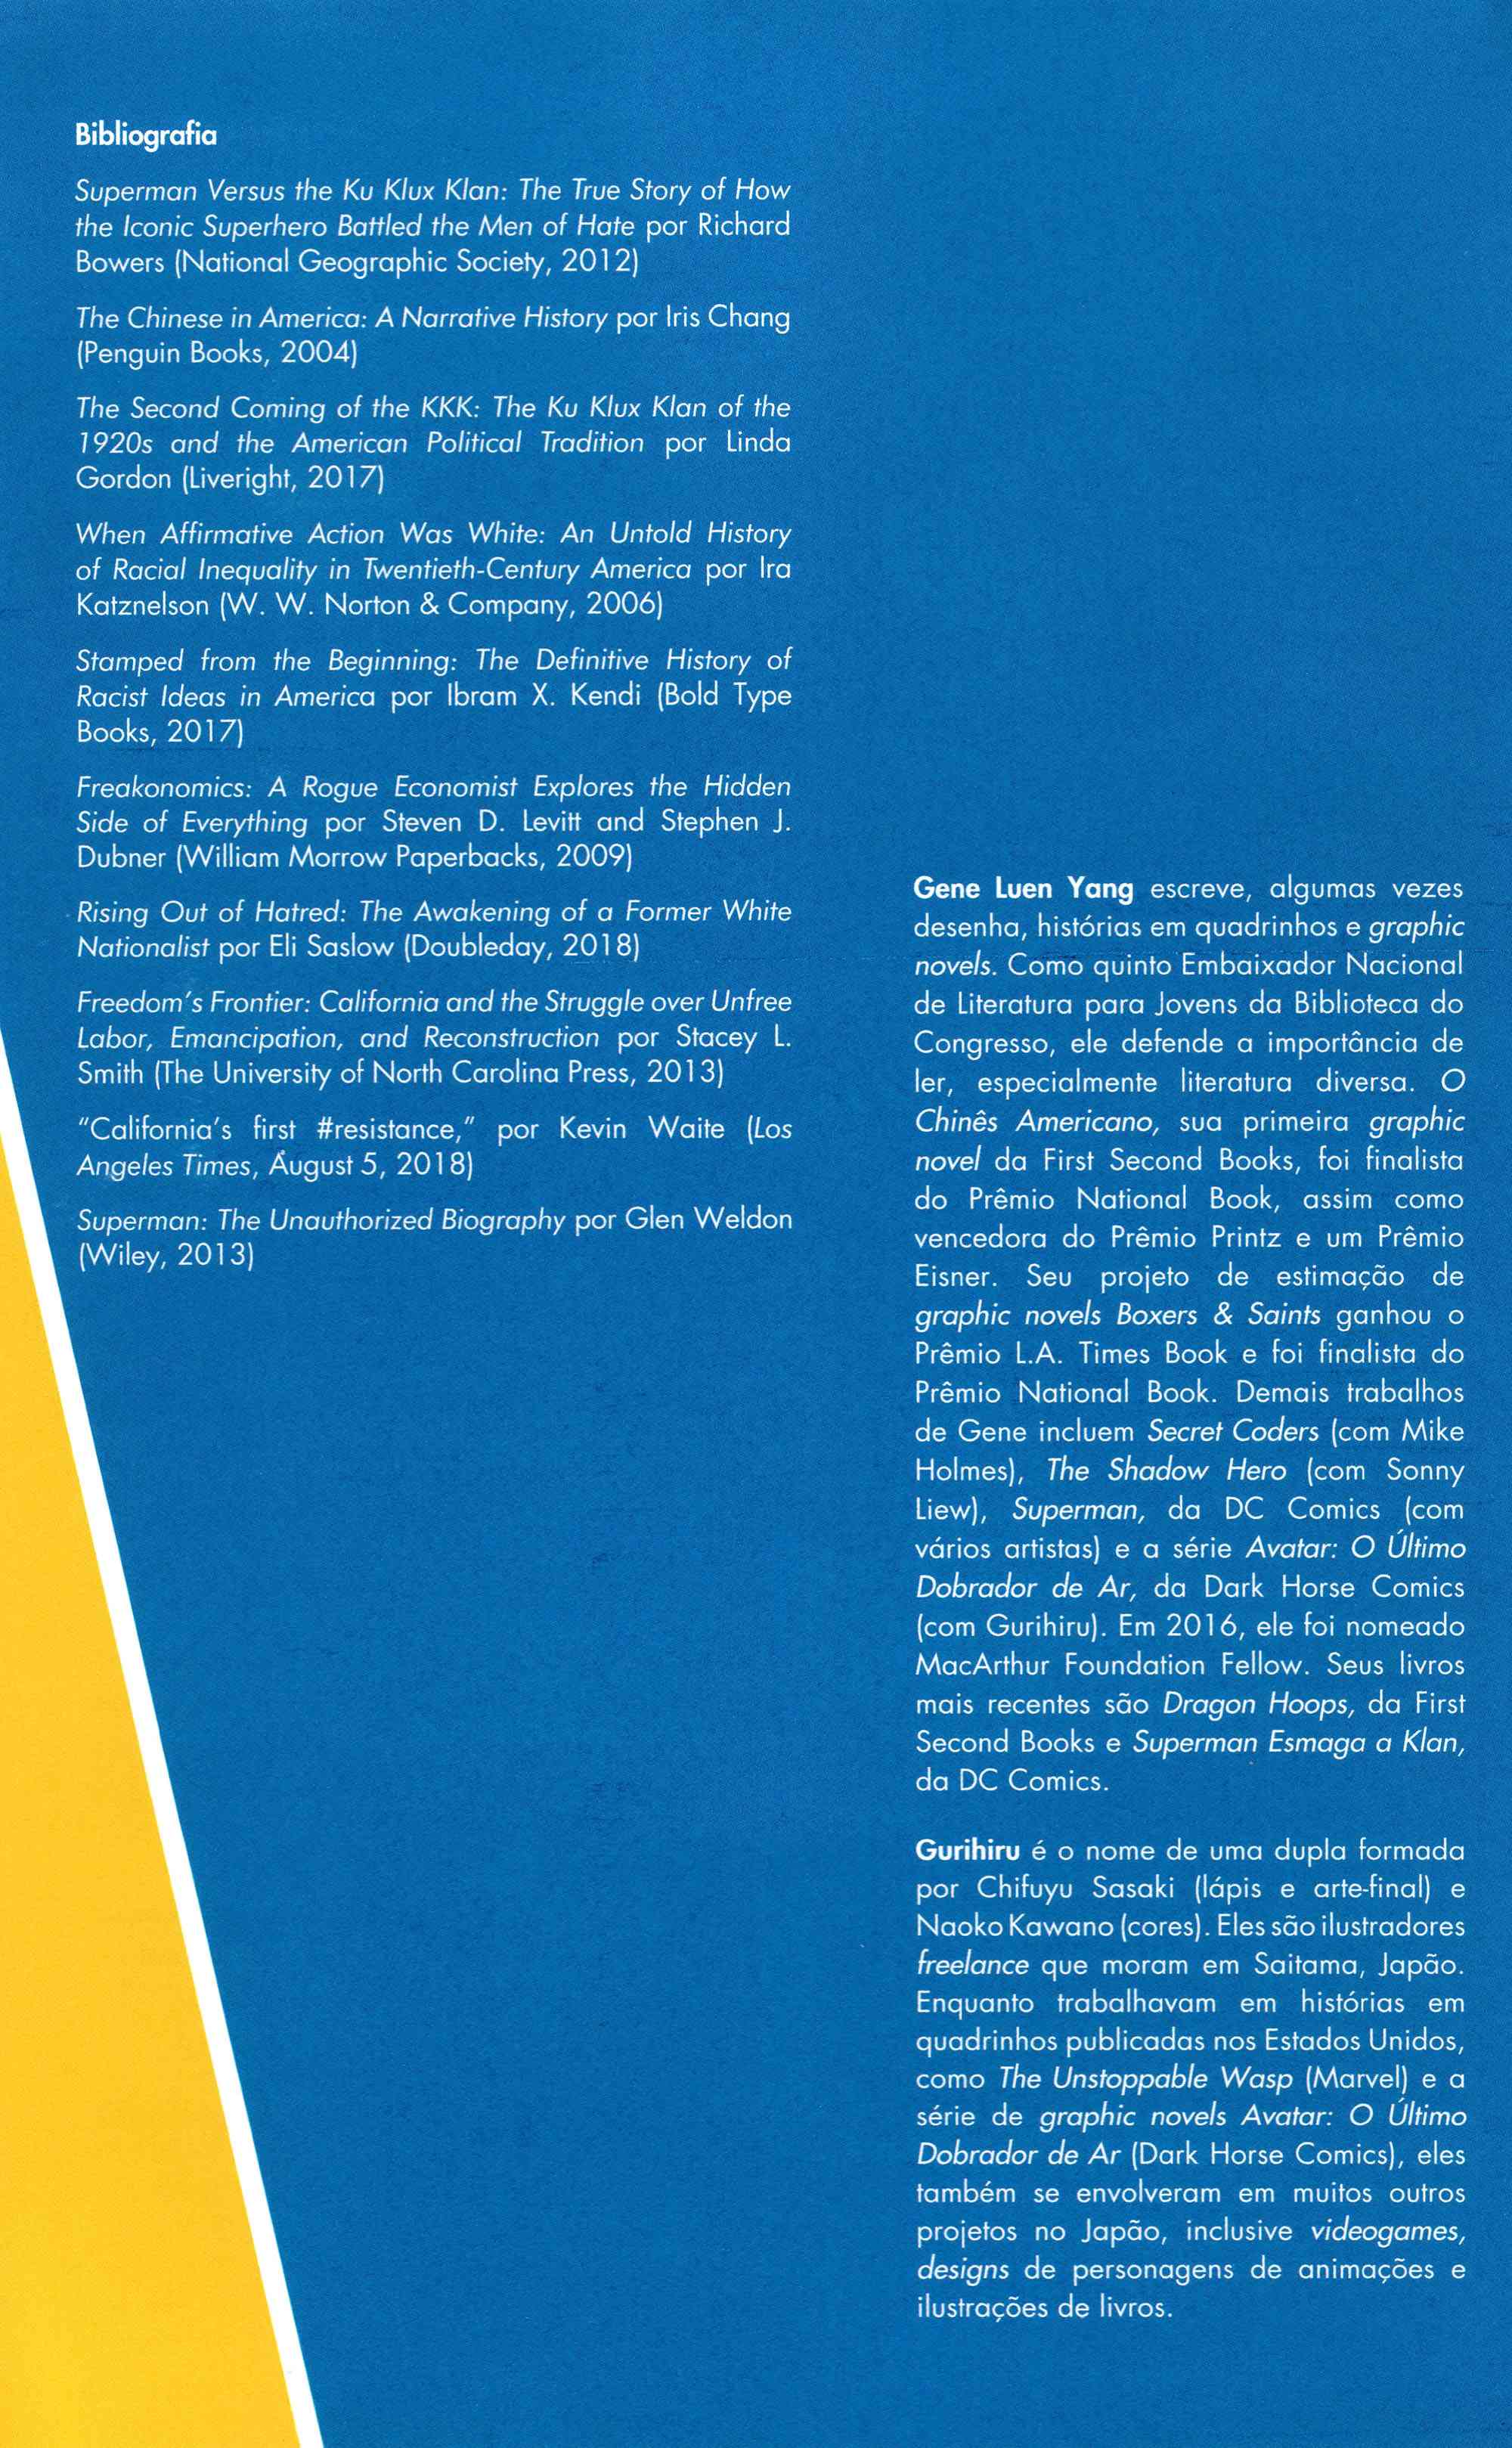 Bibliografia
Superman Versus the Ku Klux Klan: The True Story of How
the Iconic Superhero Battled the Men of Hate por Richard
Bowers (National Geographic Society, 2012)
The Chinese in America: A Narrative History por Iris Chang
(Penguin Books, 2004)
The Second Coming of the KKK: The Ku Klux Klan of the
1920s and the American Political Tradition por Linda
Gordon (Liveright, 2017)
When Affirmative Action Was White: An Untold History
of Racial Inequality in Twentieth-Century America por Ira
Katznelson (W. W. Norton & Company, 2006)
Stamped from the Beginning: The Definitive History of
Racist Ideas in America por Ibram X. Kendi (Bold Type
Books, 2017)
Freakonomics: A Rogue Economist Explores the Hidden
Side of Everything por Steven D. Levitt and Stephen J.
Dubner (William Morrow Paperbacks, 2009)
Rising Out of Hatred: The Awakening of a Former White
Nationalist por Eli Saslow (Doubleday, 2018)
Freedom's Frontier: California and the Struggle over Unfree
Labor, Emancipation, and Reconstruction por Stacey L.
Smith (The University of North Carolina Press, 2013)
"California's first #resistance," por Kevin Waite (Los
Angeles Times, August 5, 2018)
Superman: The Unauthorized Biography por Glen Weldon
(Wiley, 2013)
Gene Luen Yang escreve, algumas vezes
desenha, histórias em quadrinhos e graphic
novels. Como quinto Embaixador Nacional
de Literatura para Jovens da Biblioteca do
Congresso, ele defende a importância de
ler, especialmente literatura diversa. O
Chinês Americano, sua primeira graphic
novel da First Second Books, foi finalista
do Prêmio National Book, assim como
vencedora do Prêmio Printz e um Prêmio
Eisner. Seu projeto de estimação de
graphic novels Boxers & Saints ganhou o
Prêmio L.A. Times Book e foi finalista do
Prêmio National Book. Demais trabalhos
de Gene incluem Secret Coders (com Mike
Holmes), The Shadow Hero (com Sonny
Liew), Superman, da DC Comics (com
vários artistas) e a série Avatar: O Último
Dobrador de Ar, da Dark Horse Comics
(com Gurihiru). Em 2016, ele foi nomeado
MacArthur Foundation Fellow. Seus livros
mais recentes são Dragon Hoops, da First
Second Books e Superman Esmaga a Klan,
da DC Comics.
Gurihiru é o nome de uma dupla formada
por Chifuyu Sasaki (lápis e arte-final) e
Naoko Kawano (cores). Eles são ilustradores
freelance que moram em Saitama, Japão.
Enquanto trabalhavam em histórias em
quadrinhos publicadas nos Estados Unidos,
como The Unstoppable Wasp (Marvel) e a
série de graphic novels Avatar: O Último
Dobrador de Ar (Dark Horse Comics), eles
também se envolveram em muitos outros
projetos no Japão, inclusive videogames,
designs de personagens de animações e
ilustrações de livros.